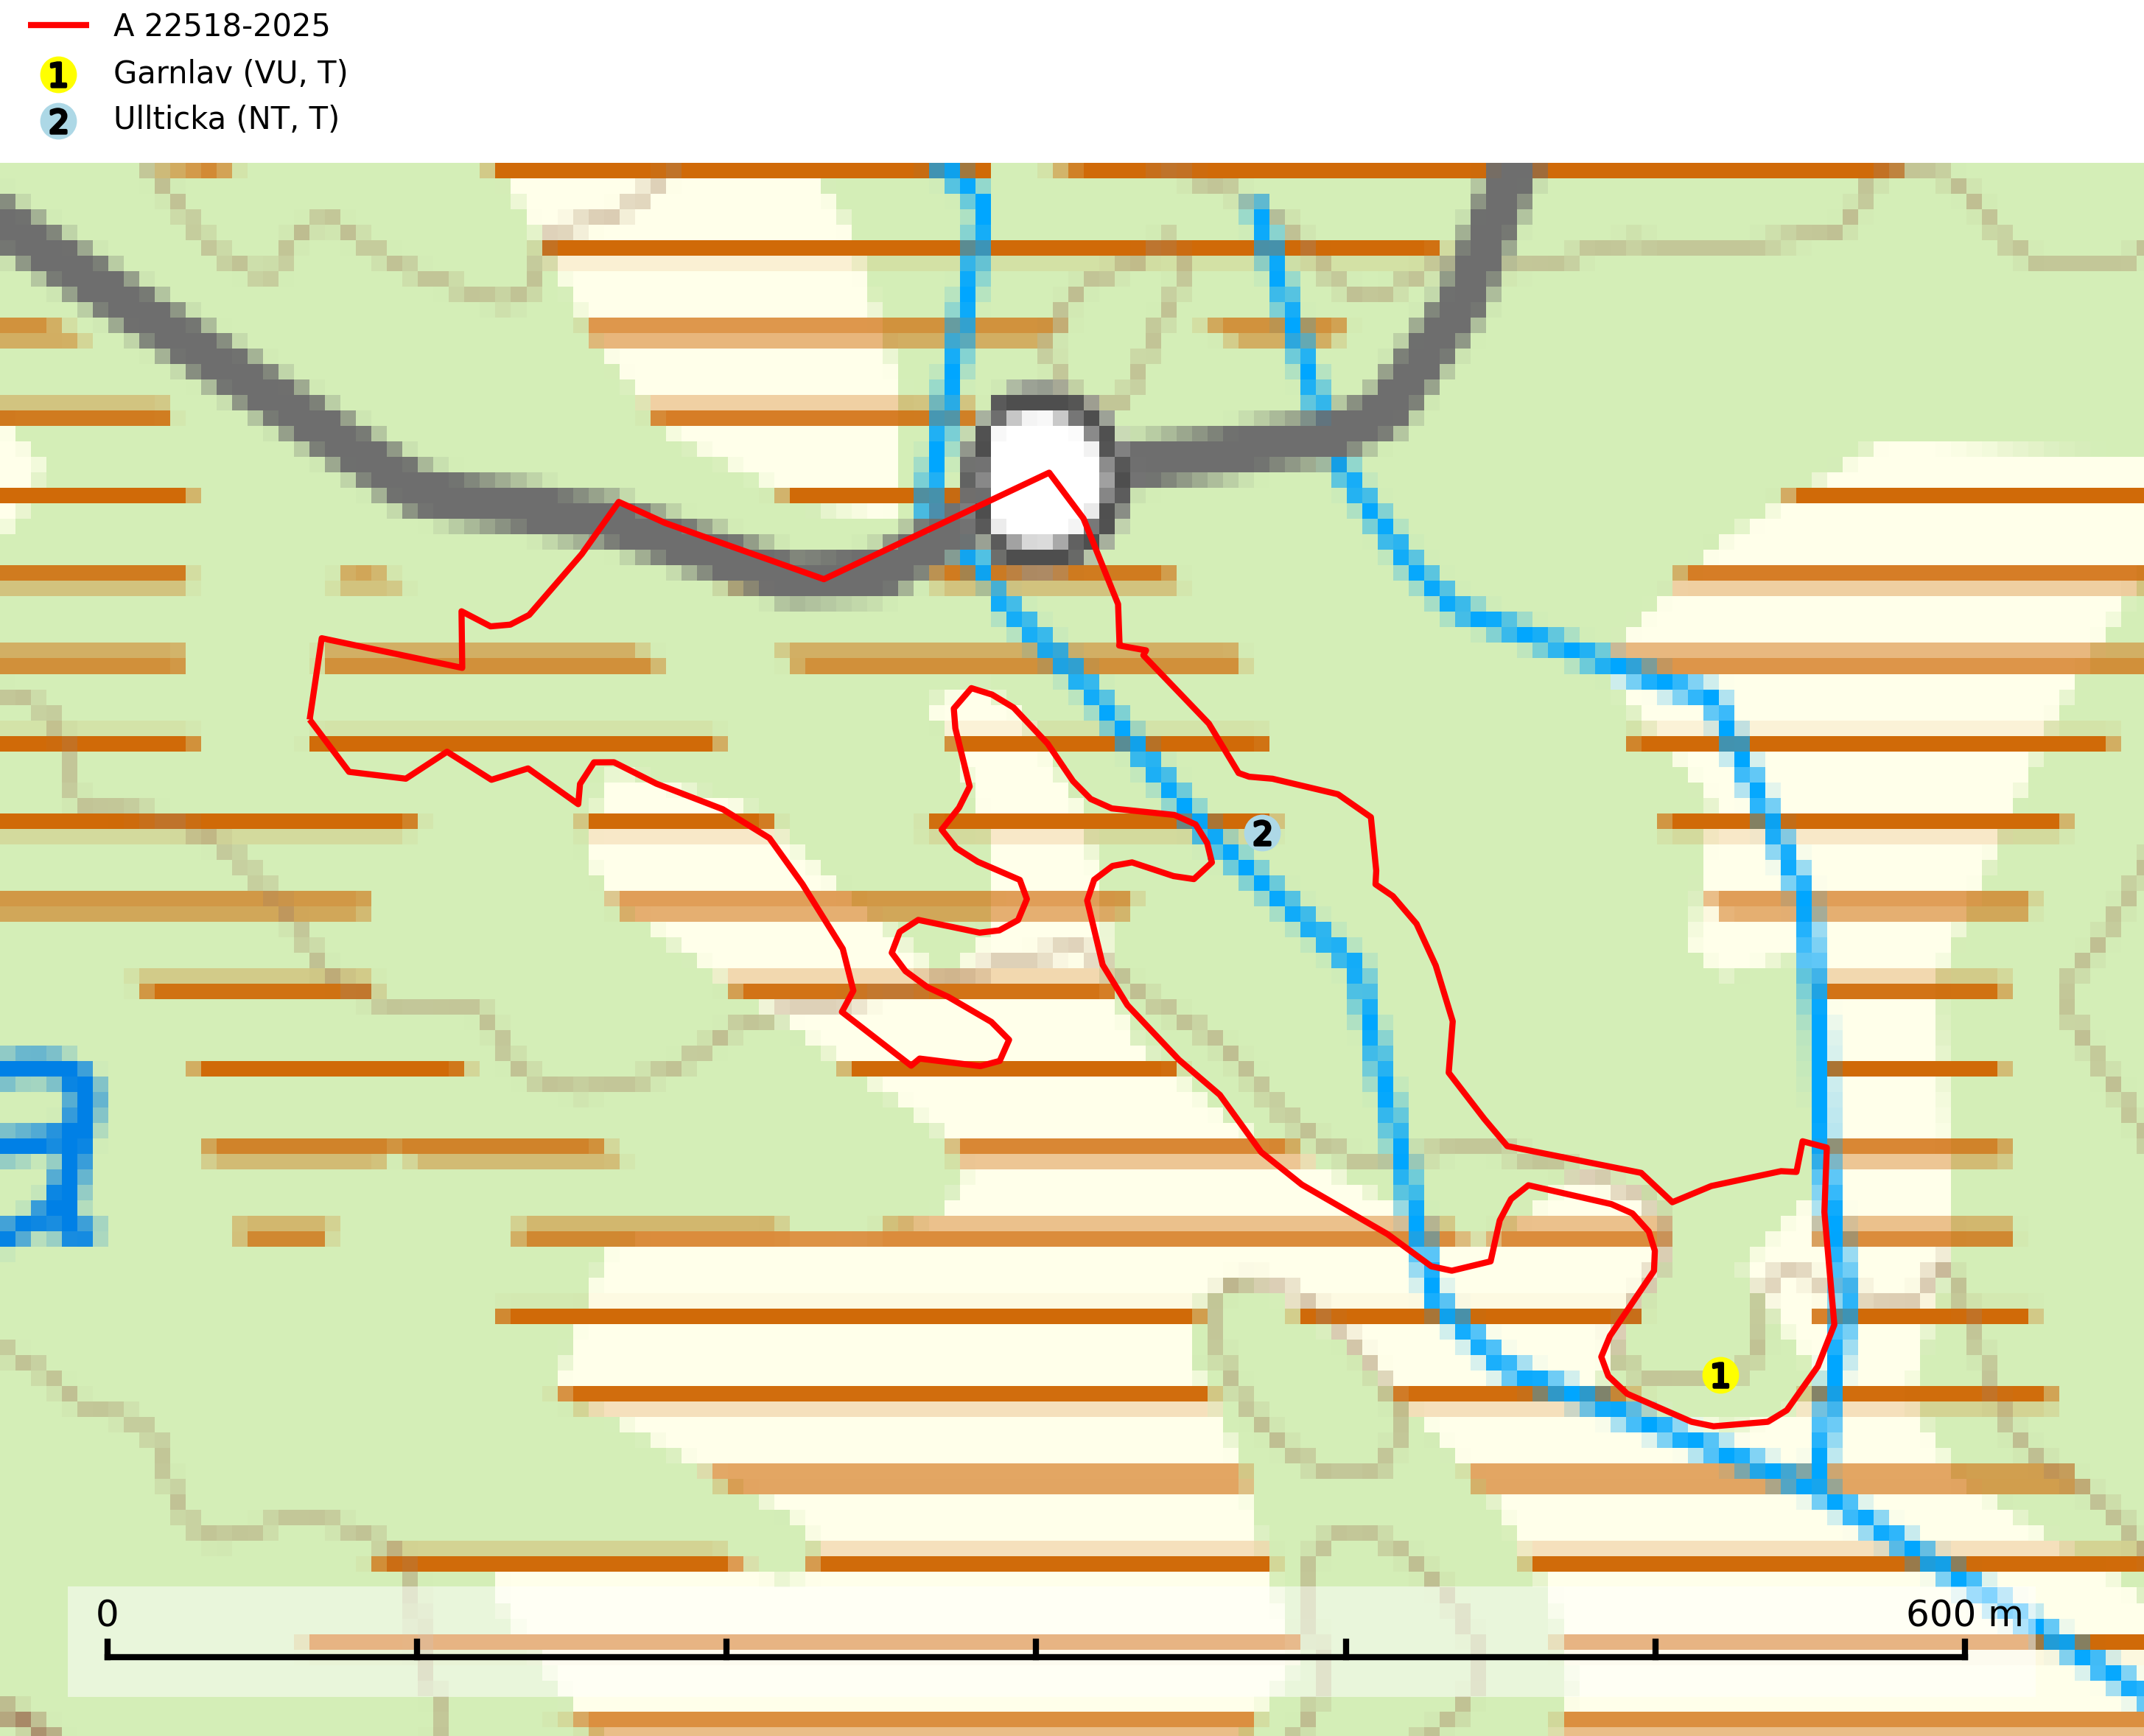 A 22518-2025
1 Garnlav (VU, T)
2 Ullticka (NT, T)
2
1
0 600 m